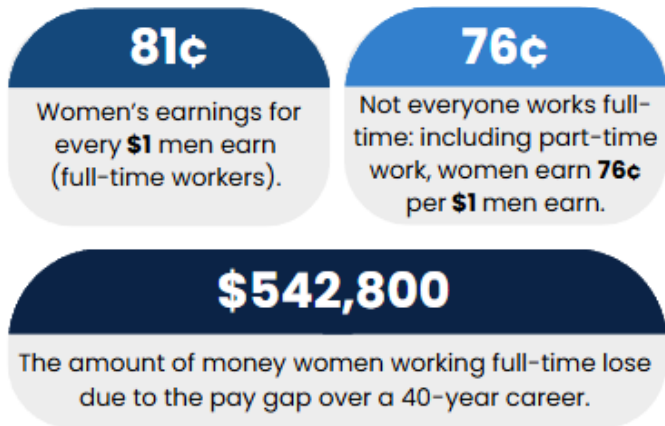 81¢
Women's earnings for
every $1 men earn
(full-time workers).
76¢
Not everyone works full-
time: including part-time
work, women earn 76¢
per $1 men earn.
$542,800
The amount of money women working full-time lose
due to the pay gap over a 40-year career.